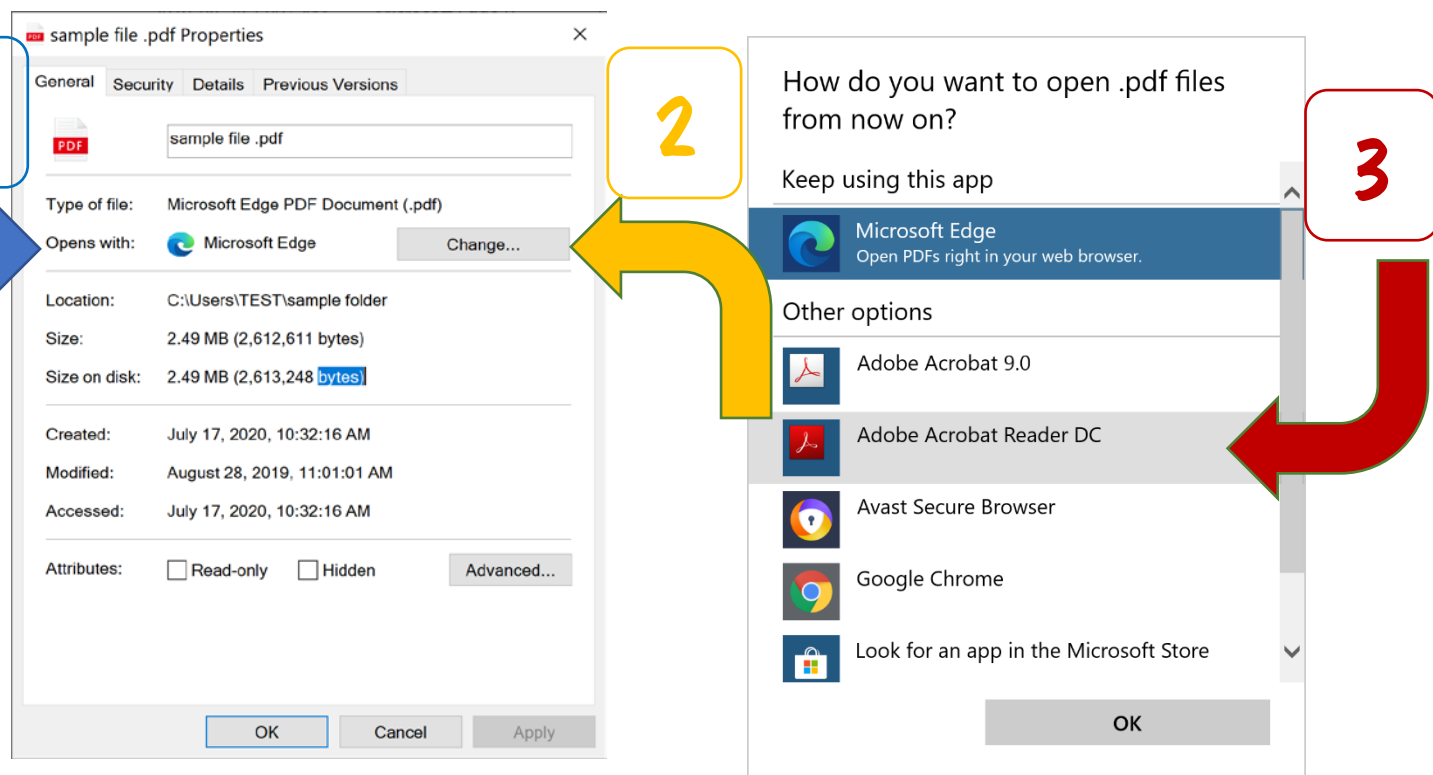 sample file .pdf Properties
General Security Details Previous Versions
PDF
sample file .pdf
Type of file: Microsoft Edge PDF Document (.pdf)
Opens with: Microsoft Edge Change...
Location: C:\Users\TEST\sample folder
Size: 2.49 MB (2,612,611 bytes)
Size on disk: 2.49 MB (2,613,248 bytes)
Created: July 17, 2020, 10:32:16 AM
Modified: August 28, 2019, 11:01:01 AM
Accessed: July 17, 2020, 10:32:16 AM
Attributes: Read-only Hidden Advanced...
OK Cancel Apply
2
How do you want to open .pdf files
from now on?
Keep using this app
Microsoft Edge
Open PDFs right in your web browser.
Other options
Adobe Acrobat 9.0
Adobe Acrobat Reader DC
Avast Secure Browser
Google Chrome
Look for an app in the Microsoft Store
OK
3